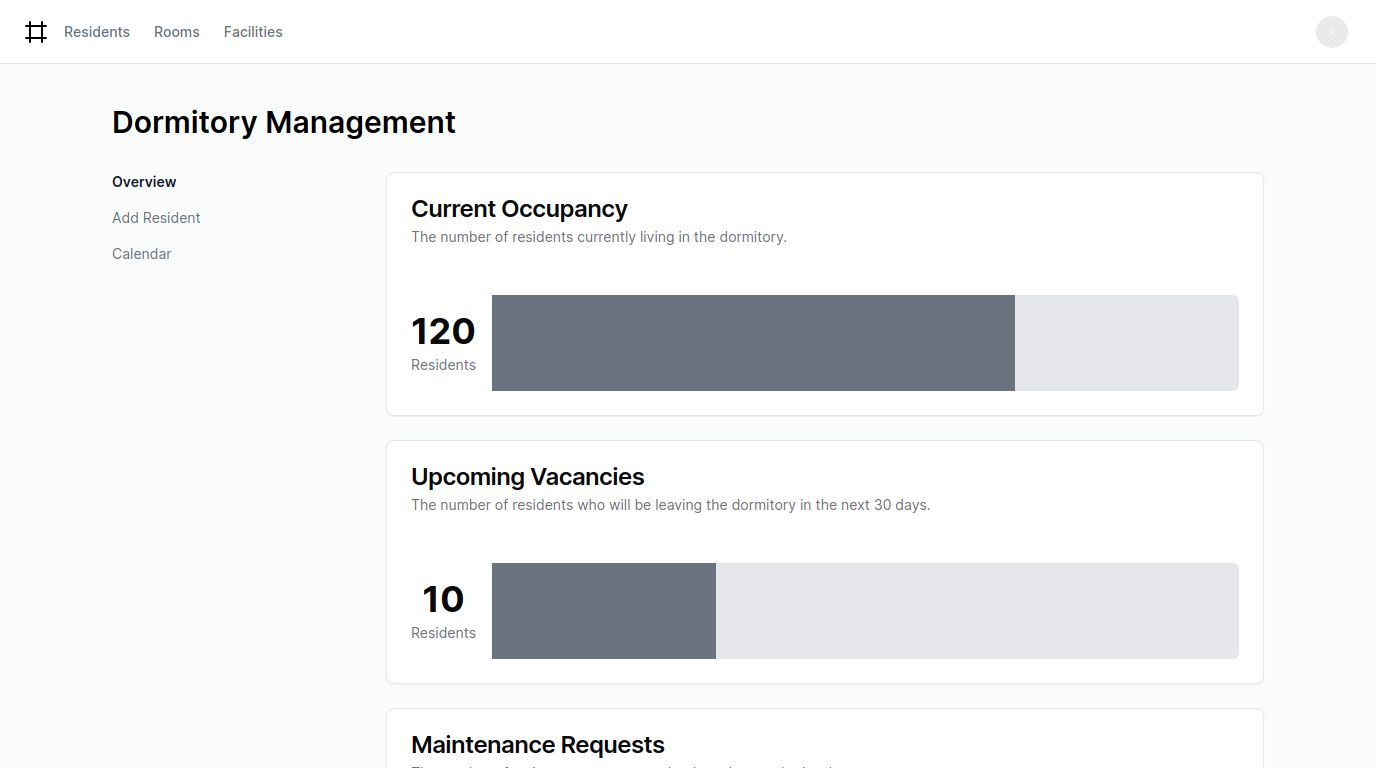 Residents Rooms Facilities
Dormitory Management
Overview
Add Resident
Calendar
Current Occupancy
The number of residents currently living in the dormitory.
120
Residents
Upcoming Vacancies
The number of residents who will be leaving the dormitory in the next 30 days.
10
Residents
Maintenance Requests